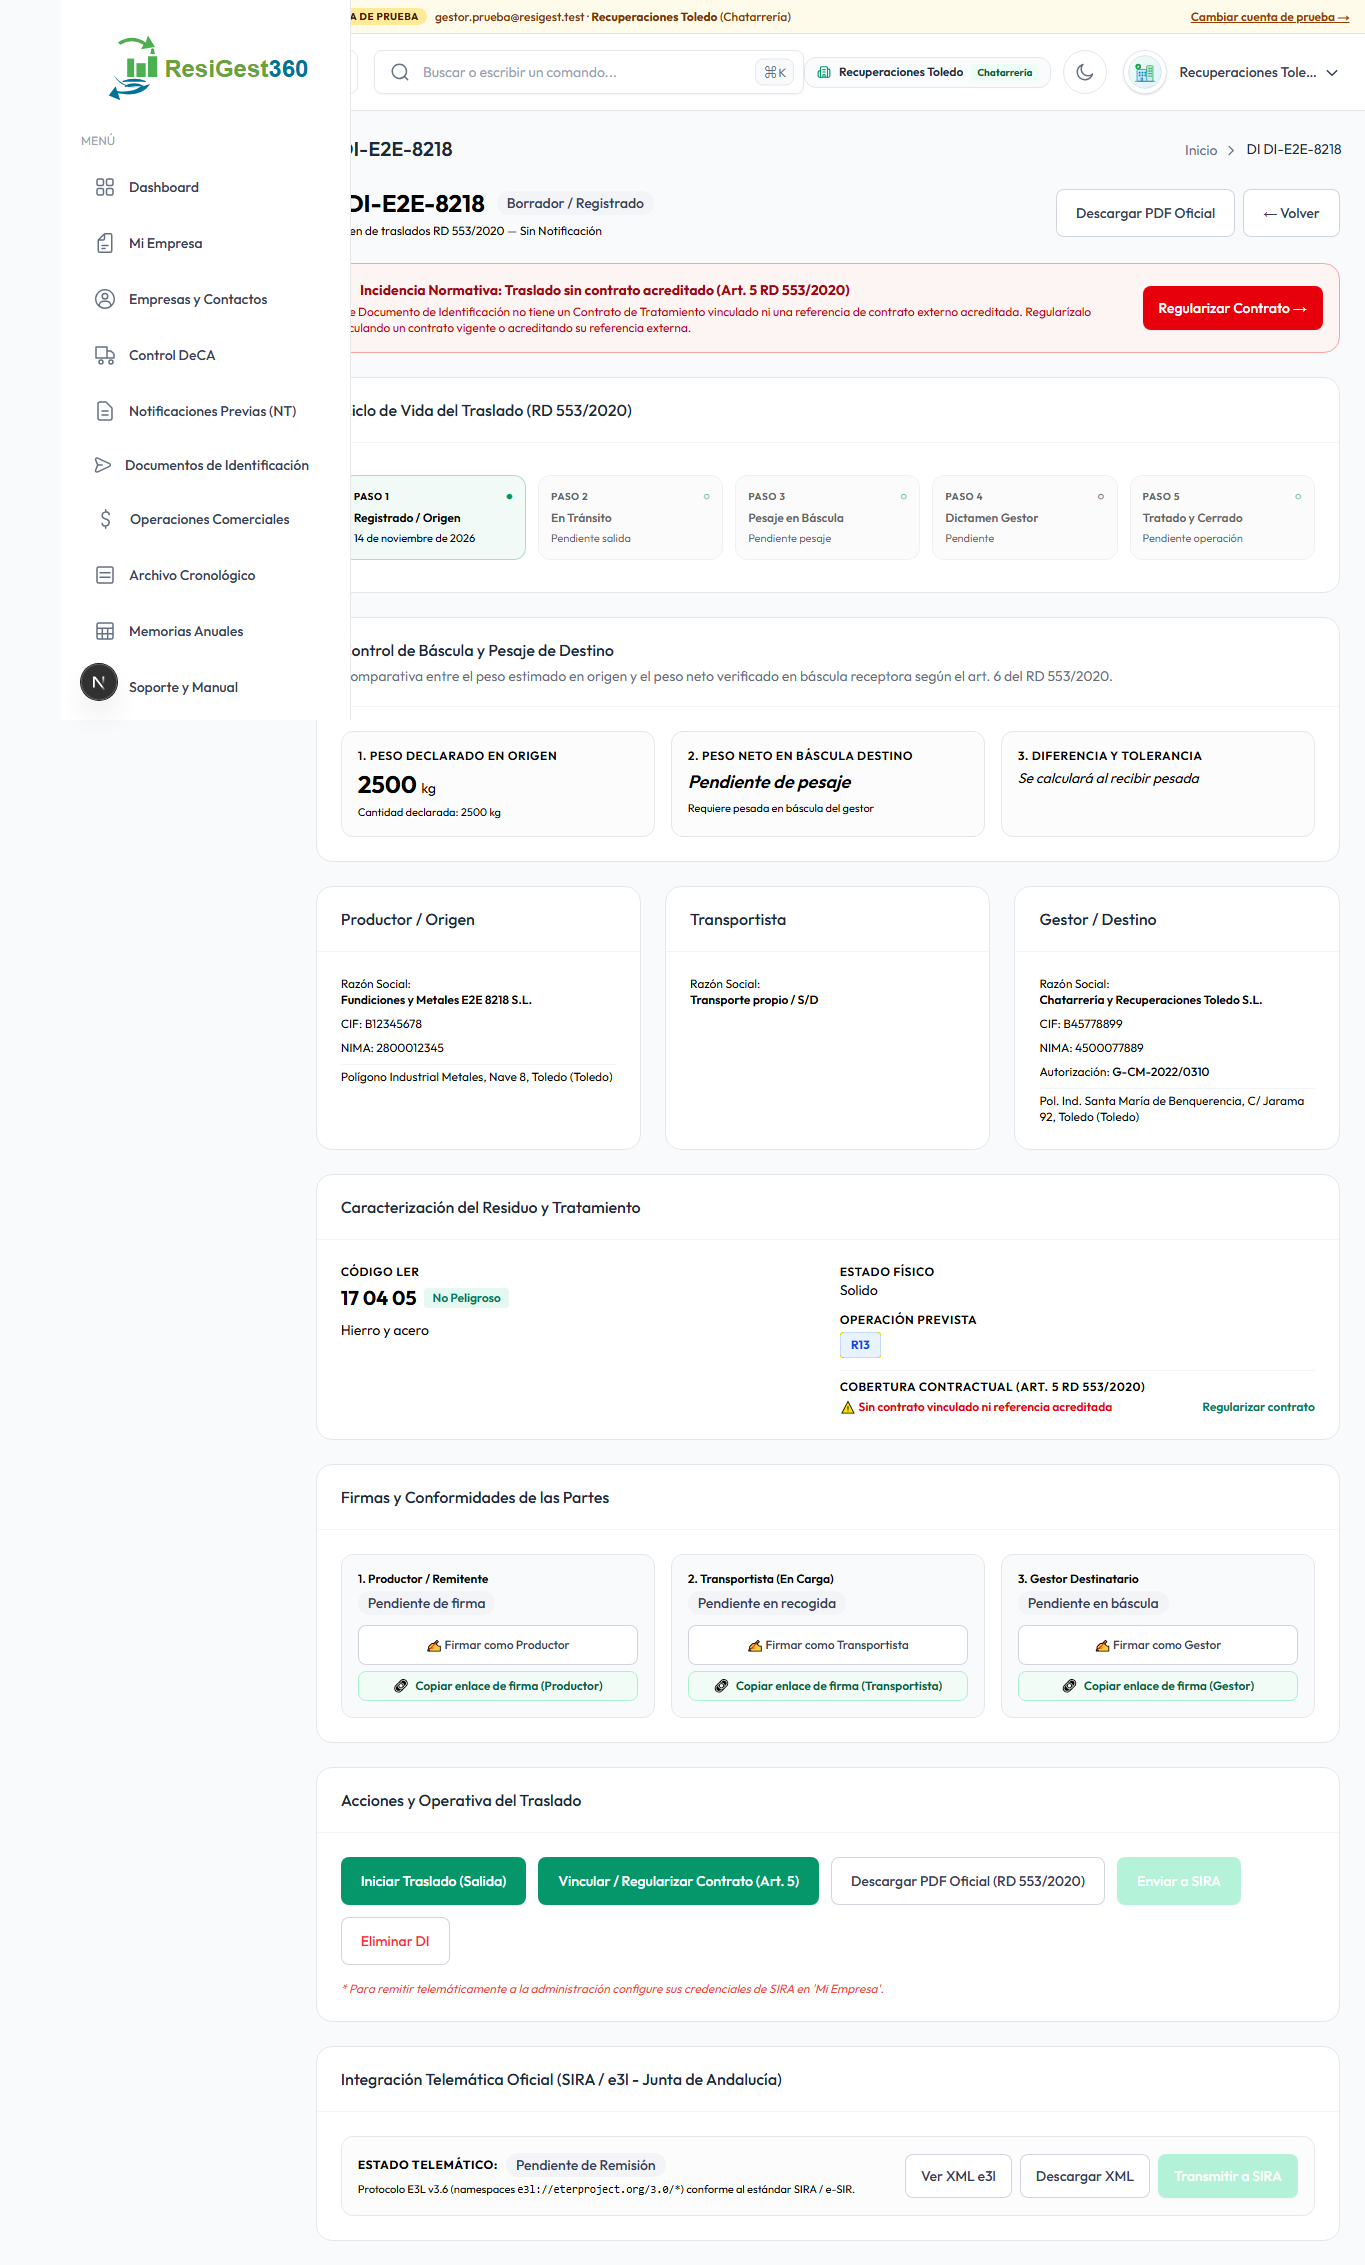 ResiGest360
MENÚ
Dashboard
Mi Empresa
Empresas y Contactos
Control DeCA
Notificaciones Previas (NT)
Documentos de Identificación
Operaciones Comerciales
Archivo Cronológico
Memorias Anuales
N
Soporte y Manual
A DE PRUEBA
gestor.prueba@resigest.test · Recuperaciones Toledo (Chatarrería)
Cambiar cuenta de prueba →
Buscar o escribir un comando...
⌘K
Recuperaciones Toledo
Chatarrería
Recuperaciones Tole...
DI-E2E-8218
Inicio > DI DI-E2E-8218
DI-E2E-8218
Borrador / Registrado
en de traslados RD 553/2020 — Sin Notificación
Descargar PDF Oficial
← Volver
Incidencia Normativa: Traslado sin contrato acreditado (Art. 5 RD 553/2020)
e Documento de Identificación no tiene un Contrato de Tratamiento vinculado ni una referencia de contrato externo acreditada. Regularízalo
culando un contrato vigente o acreditando su referencia externa.
Regularizar Contrato →
iclo de Vida del Traslado (RD 553/2020)
PASO 1
Registrado / Origen
14 de noviembre de 2026
PASO 2
En Tránsito
Pendiente salida
PASO 3
Pesaje en Báscula
Pendiente pesaje
PASO 4
Dictamen Gestor
Pendiente
PASO 5
Tratado y Cerrado
Pendiente operación
ontrol de Báscula y Pesaje de Destino
omparativa entre el peso estimado en origen y el peso neto verificado en báscula receptora según el art. 6 del RD 553/2020.
1. PESO DECLARADO EN ORIGEN
2500 kg
Cantidad declarada: 2500 kg
2. PESO NETO EN BÁSCULA DESTINO
Pendiente de pesaje
Requiere pesada en báscula del gestor
3. DIFERENCIA Y TOLERANCIA
Se calculará al recibir pesada
Productor / Origen
Razón Social:
Fundiciones y Metales E2E 8218 S.L.
CIF: B12345678
NIMA: 2800012345
Polígono Industrial Metales, Nave 8, Toledo (Toledo)
Transportista
Razón Social:
Transporte propio / S/D
Gestor / Destino
Razón Social:
Chatarrería y Recuperaciones Toledo S.L.
CIF: B45778899
NIMA: 4500077889
Autorización: G-CM-2022/0310
Pol. Ind. Santa María de Benquerencia, C/ Jarama
92, Toledo (Toledo)
Caracterización del Residuo y Tratamiento
CÓDIGO LER
17 04 05 No Peligroso
Hierro y acero
ESTADO FÍSICO
Solido
OPERACIÓN PREVISTA
R13
COBERTURA CONTRACTUAL (ART. 5 RD 553/2020)
⚠ Sin contrato vinculado ni referencia acreditada
Regularizar contrato
Firmas y Conformidades de las Partes
1. Productor / Remitente
Pendiente de firma
✍ Firmar como Productor
Copiar enlace de firma (Productor)
2. Transportista (En Carga)
Pendiente en recogida
✍ Firmar como Transportista
Copiar enlace de firma (Transportista)
3. Gestor Destinatario
Pendiente en báscula
✍ Firmar como Gestor
Copiar enlace de firma (Gestor)
Acciones y Operativa del Traslado
Iniciar Traslado (Salida)
Vincular / Regularizar Contrato (Art. 5)
Descargar PDF Oficial (RD 553/2020)
Enviar a SIRA
Eliminar DI
* Para remitir telemáticamente a la administración configure sus credenciales de SIRA en 'Mi Empresa'.
Integración Telemática Oficial (SIRA / e3l - Junta de Andalucía)
ESTADO TELEMÁTICO: Pendiente de Remisión
Protocolo E3L v3.6 (namespaces e3l://eterproject.org/3.0/*) conforme al estándar SIRA / e-SIR.
Ver XML e3l
Descargar XML
Transmitir a SIRA